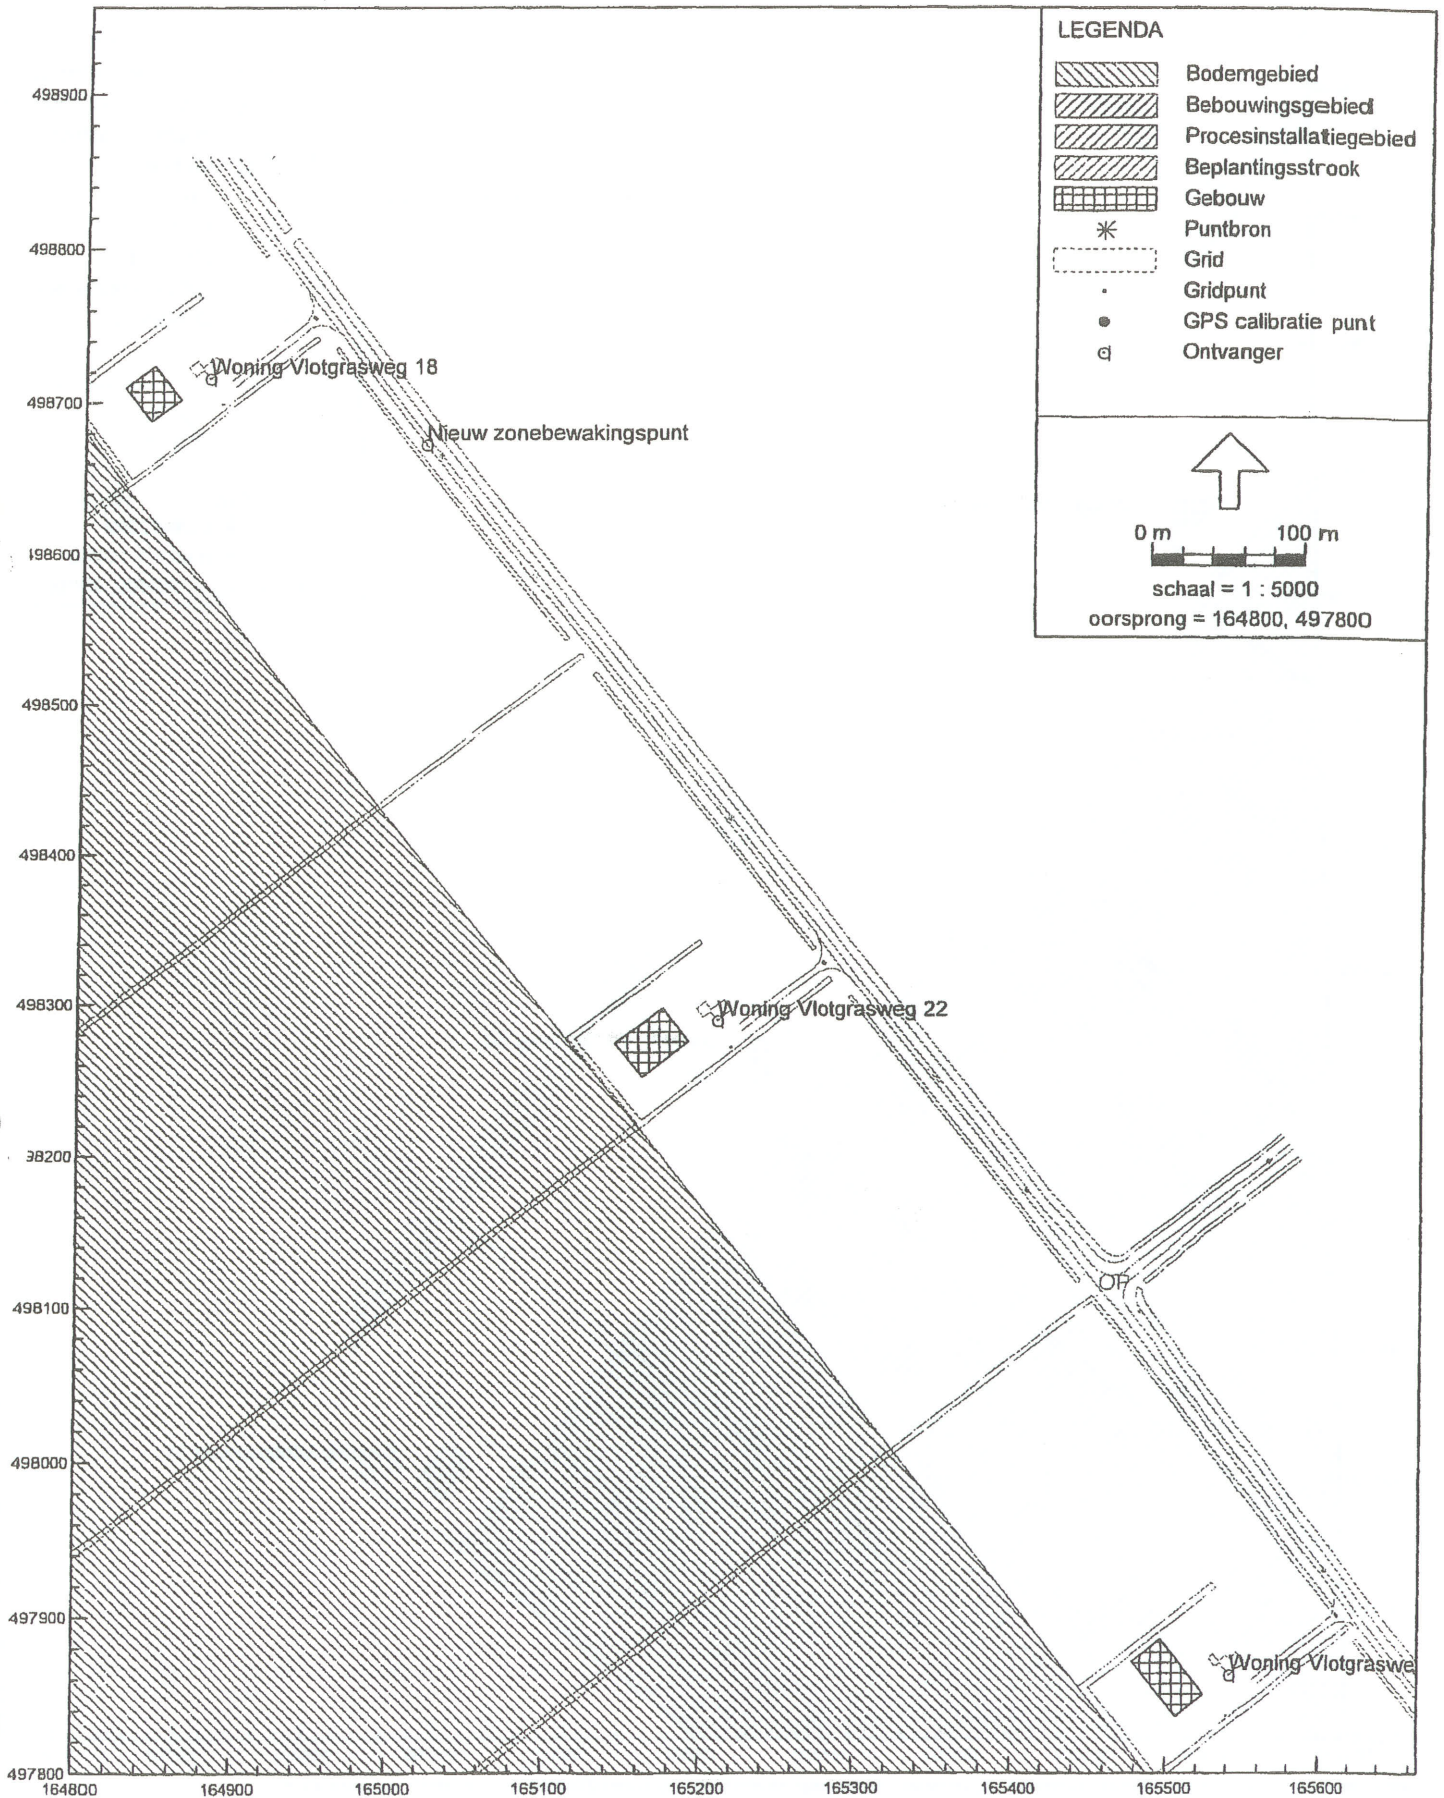 LEGENDA
Bodemgebied
Bebouwingsgebied
Procesinstallatiegebied
Beplantingsstrook
Gebouw
Puntbron
Grid
Gridpunt
GPS calibratie punt
Ontvanger
0 m 100 m
schaal = 1 : 5000
oorsprong = 164800, 497800
498900
498800
Woning Vlotgrasweg 18
498700
Nieuw zonebewakingspunt
498600
498500
498400
498300
Woning Vlotgrasweg 22
98200
498100
498000
497900
Woning Vlotgraswe
497800
164800 164900 165000 165100 165200 165300 165400 165500 165600